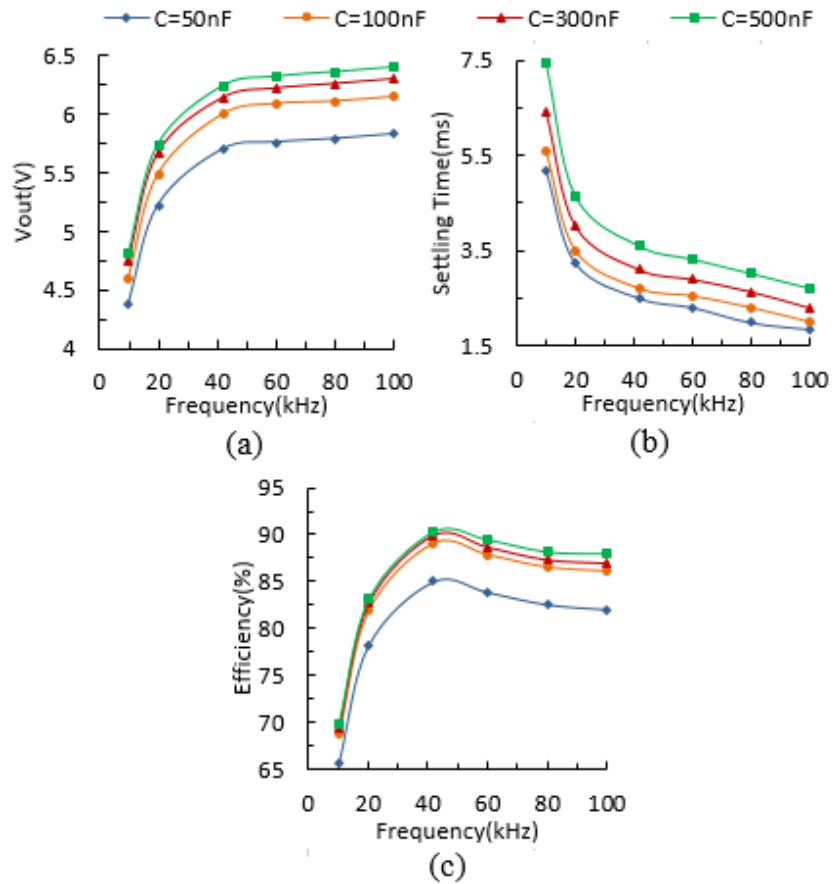 C=50nF C=100nF C=300nF C=500nF
Vout(V)
6.5
6
5.5
5
4.5
4
0 20 40 60 80 100
Frequency(kHz)
(a)
Settling Time(ms)
7.5
5.5
3.5
1.5
0 20 40 60 80 100
Frequency(kHz)
(b)
Efficiency(%)
95
90
85
80
75
70
65
0 20 40 60 80 100
Frequency(kHz)
(c)